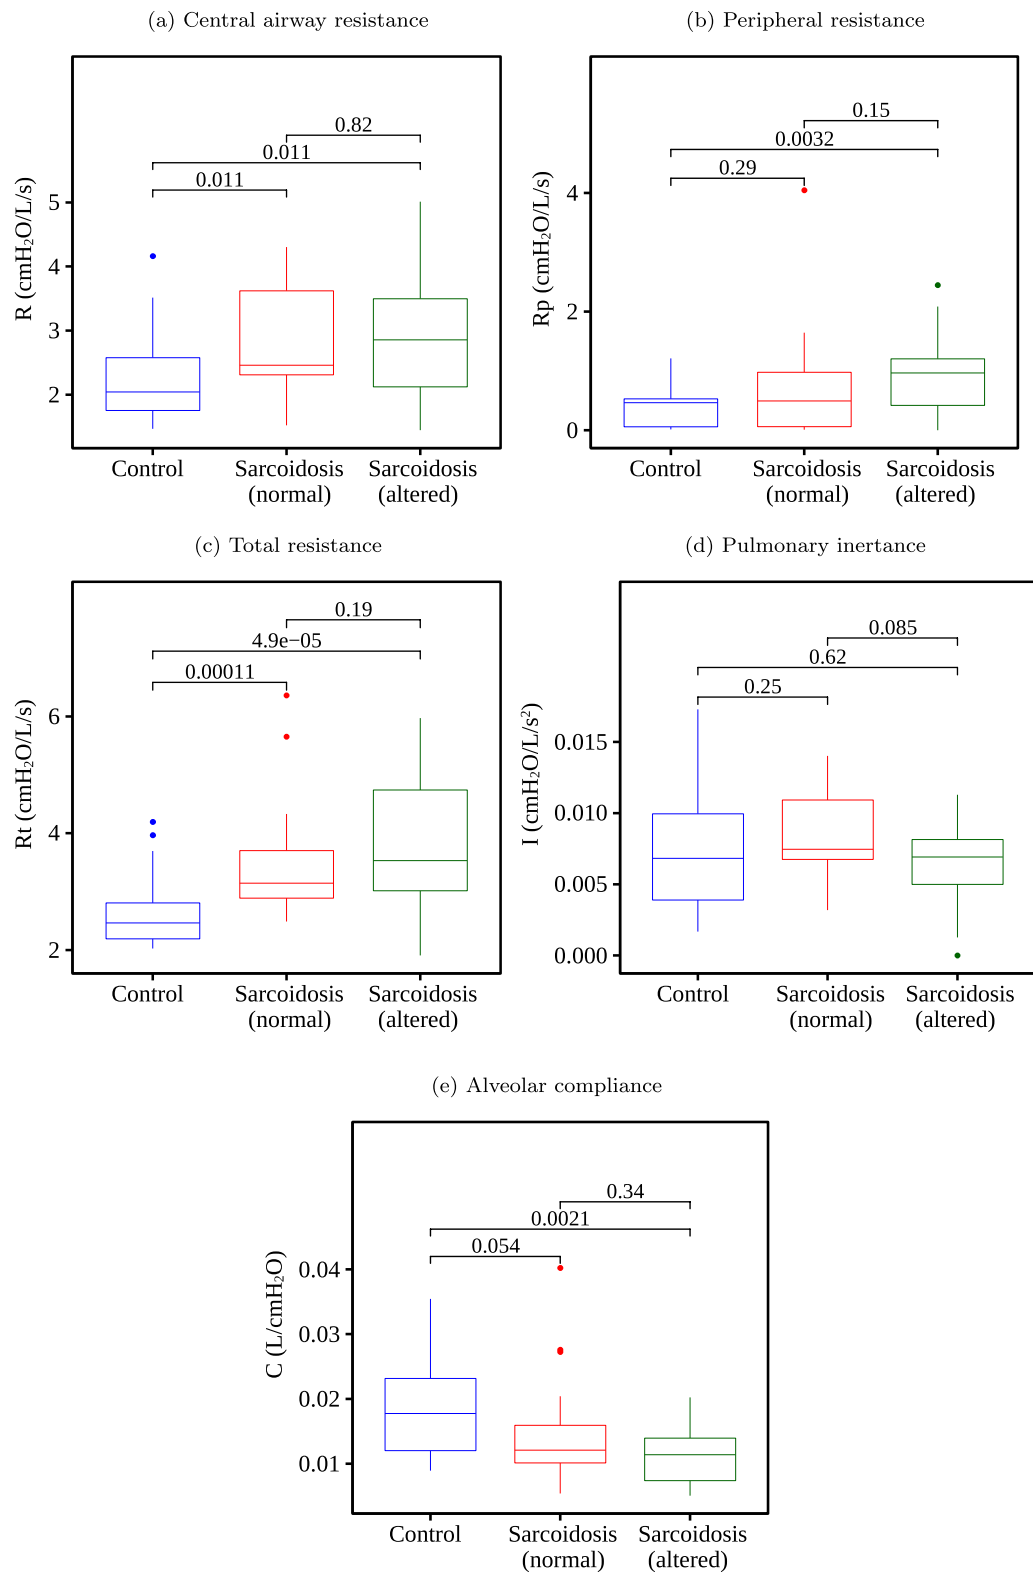 (a) Central airway resistance
0.82
0.011
0.011
R (cmH₂O/L/s)
5
4
3
2
Control
Sarcoidosis
(normal)
Sarcoidosis
(altered)
(b) Peripheral resistance
0.15
0.0032
0.29
Rp (cmH₂O/L/s)
4
2
0
Control
Sarcoidosis
(normal)
Sarcoidosis
(altered)
(c) Total resistance
0.19
4.9e−05
0.00011
Rt (cmH₂O/L/s)
6
4
2
Control
Sarcoidosis
(normal)
Sarcoidosis
(altered)
(d) Pulmonary inertance
0.085
0.62
0.25
I (cmH₂O/L/s²)
0.015
0.010
0.005
0.000
Control
Sarcoidosis
(normal)
Sarcoidosis
(altered)
(e) Alveolar compliance
0.34
0.0021
0.054
C (L/cmH₂O)
0.04
0.03
0.02
0.01
Control
Sarcoidosis
(normal)
Sarcoidosis
(altered)